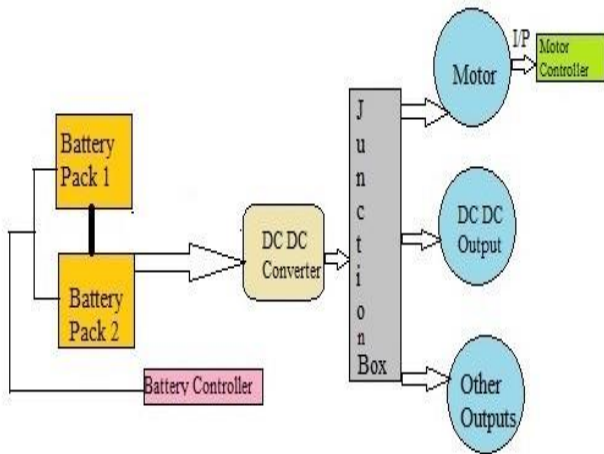 I/P
Motor
Controller
Motor
Battery
Pack 1
Junction
Box
DC DC
Converter
DC DC
Output
Battery
Pack 2
Battery Controller
Other
Outputs